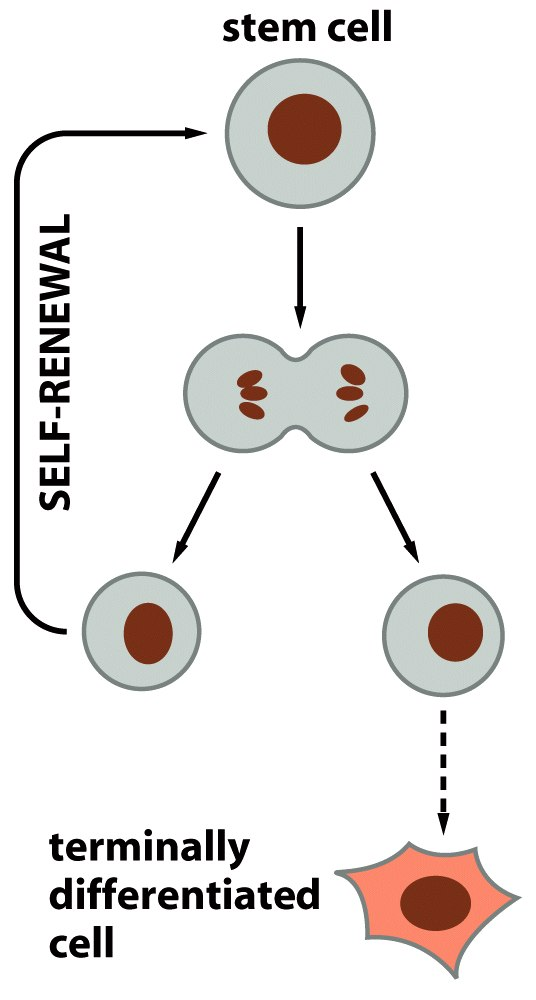 stem cell
SELF-RENEWAL
terminally
differentiated
cell